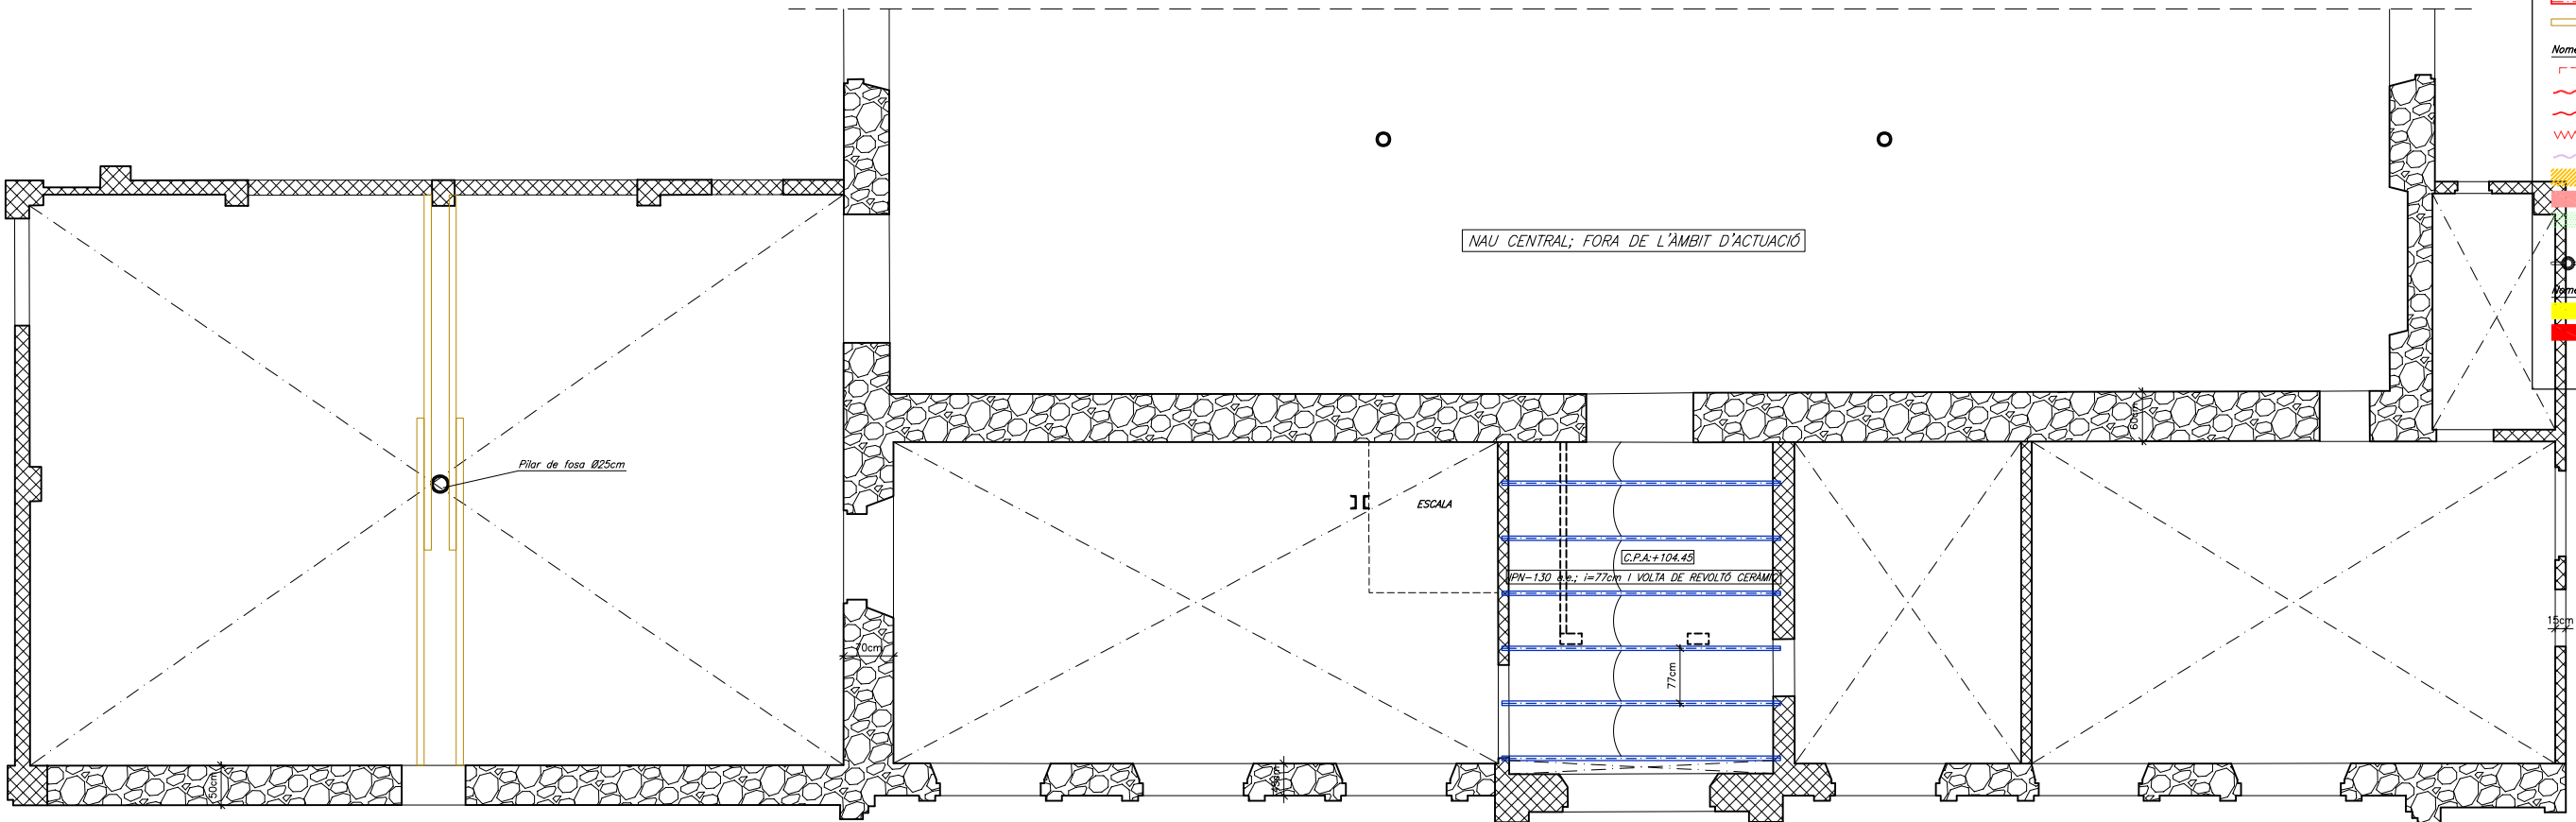 NAU CENTRAL; FORA DE L'ÀMBIT D'ACTUACIÓ
Pilar de fosa Ø25cm
ESCALA
C.P.A:+104.45
IPN-130 a.e.; i=77cm I VOLTA DE REVOLTÓ CERÀMIC
70cm
77cm
15cm
50cm